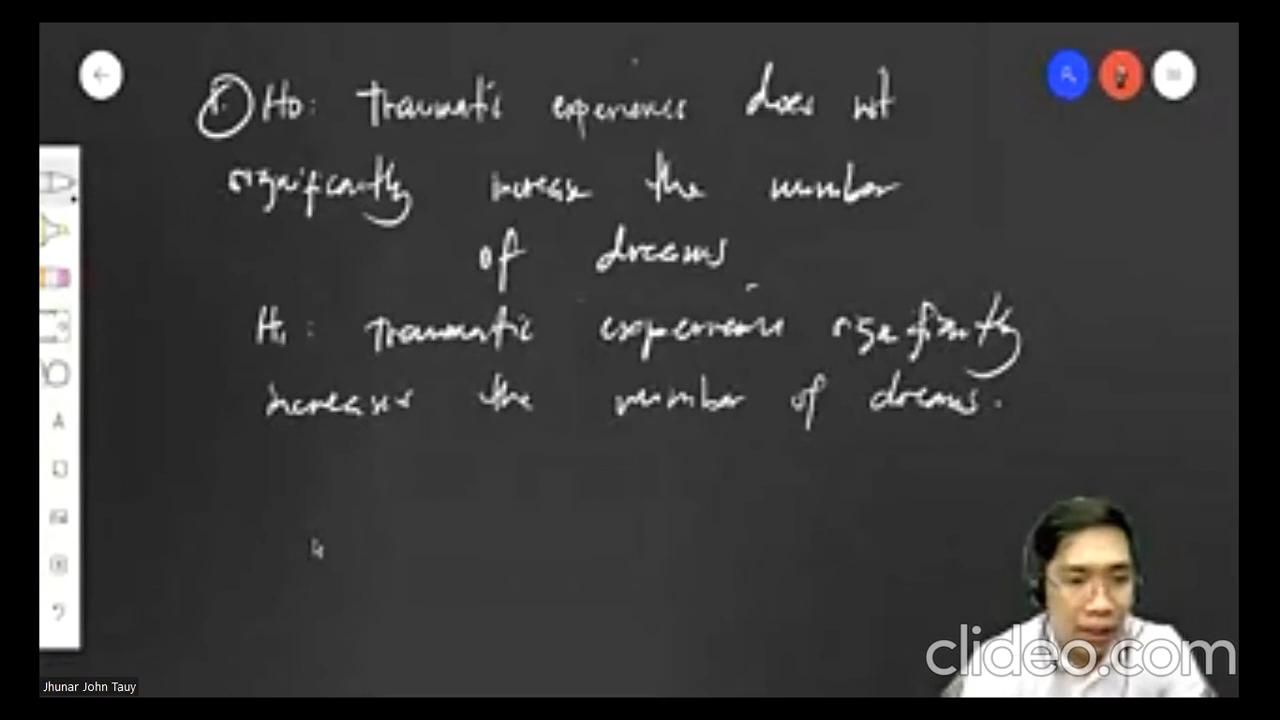 1. Ho: Traumatic experience does not
significantly increase the number
of dreams
H1: Traumatic experience significantly
increases the number of dreams.
clideo.com
Jhunar John Tauy